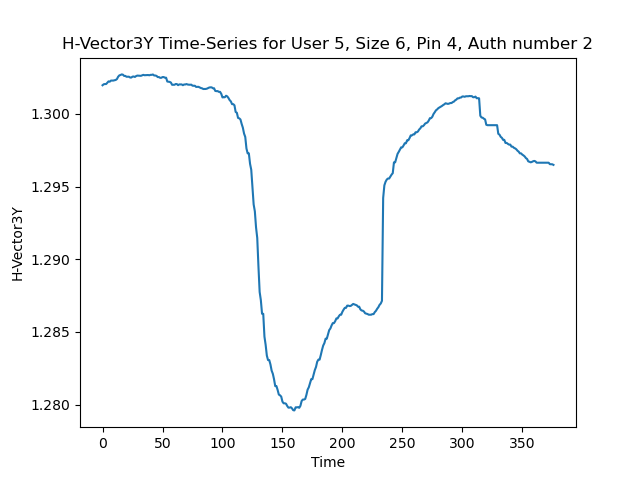 H-Vector3Y Time-Series for User 5, Size 6, Pin 4, Auth number 2
H-Vector3Y
1.300
1.295
1.290
1.285
1.280
0 50 100 150 200 250 300 350
Time